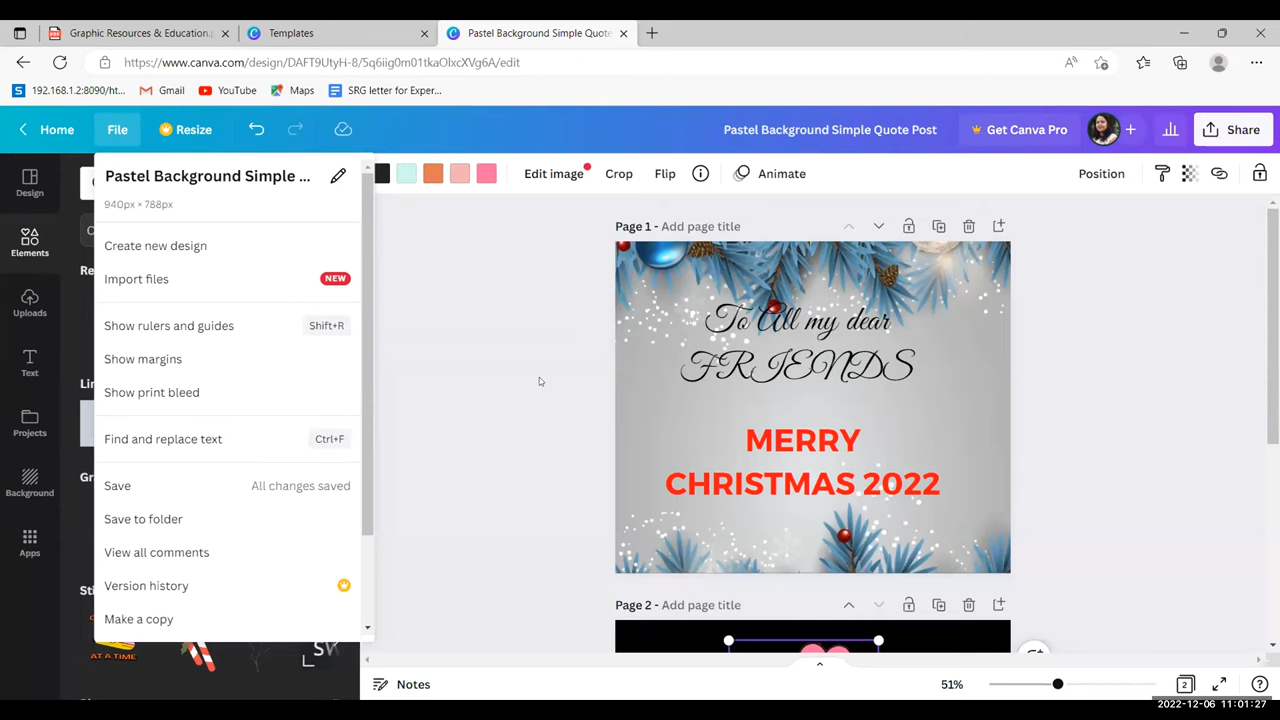 Graphic Resources & Education.
Templates
Pastel Background Simple Quote
https://www.canva.com/design/DAFT9UtyH-8/5q6iig0m01tkaOlxcXVg6A/edit
192.168.1.2:8090/ht...
Gmail
YouTube
Maps
SRG letter for Exper...
Home
File
Resize
Pastel Background Simple Quote Post
Get Canva Pro
Share
Pastel Background Simple ...
940px × 788px
Create new design
Import files
NEW
Show rulers and guides
Shift+R
Show margins
Show print bleed
Find and replace text
Ctrl+F
Save
All changes saved
Save to folder
View all comments
Version history
Make a copy
Design
Elements
Uploads
Text
Projects
Background
Apps
AT A TIME
Edit image
Crop
Flip
Animate
Position
Page 1 - Add page title
To All my dear
FRIENDS
MERRY
CHRISTMAS 2022
Page 2 - Add page title
Notes
51%
2
2022-12-06 11:01:27